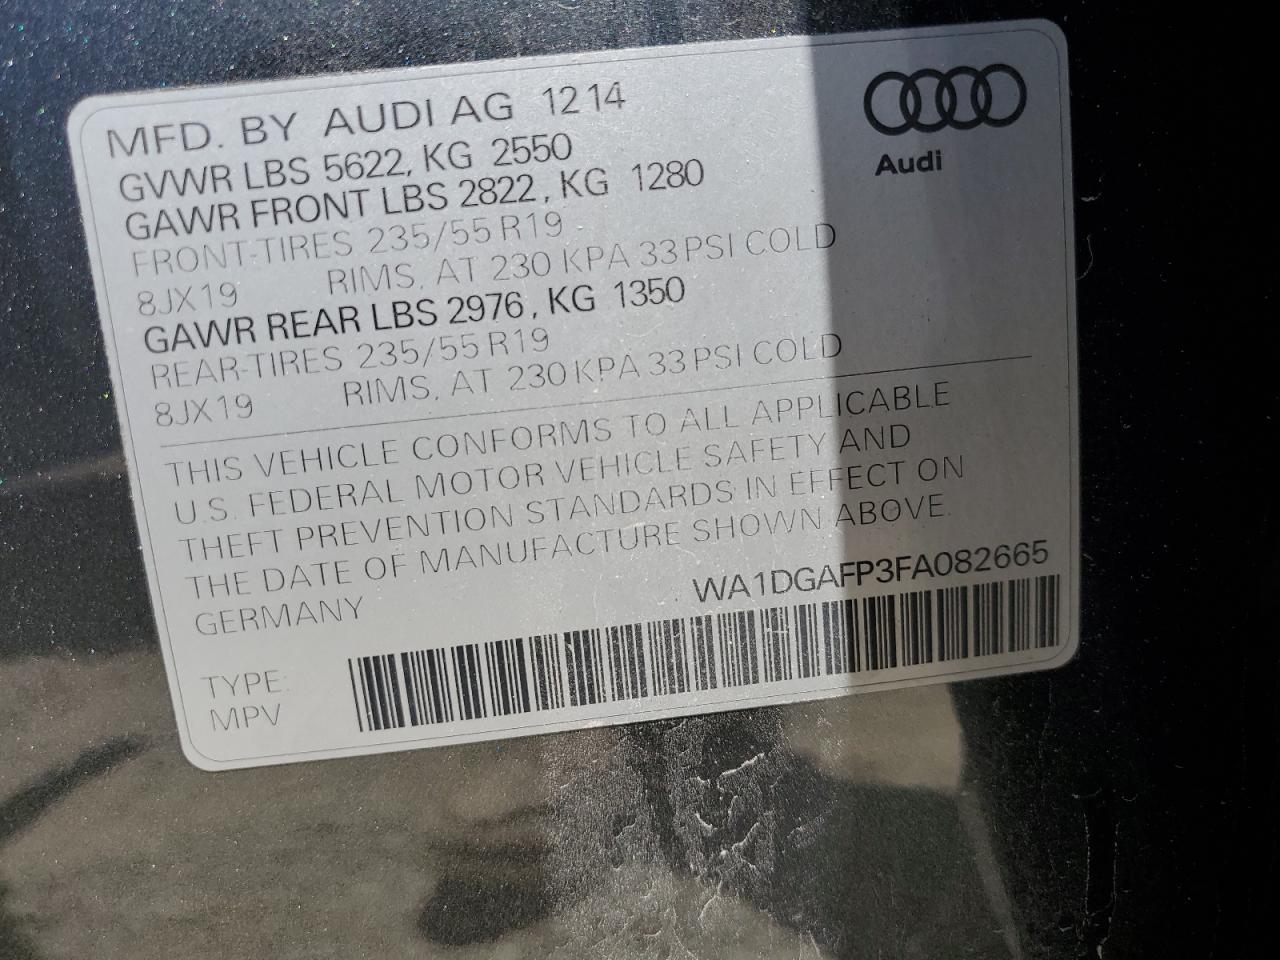 MFD. BY AUDI AG 12 14
GVWR LBS 5622, KG 2550
GAWR FRONT LBS 2822, KG 1280
FRONT-TIRES 235/55 R19
8JX19 RIMS, AT 230 KPA 33 PSI COLD
GAWR REAR LBS 2976, KG 1350
REAR-TIRES 235/55 R19
8JX19 RIMS, AT 230 KPA 33 PSI COLD
Audi
THIS VEHICLE CONFORMS TO ALL APPLICABLE
U.S. FEDERAL MOTOR VEHICLE SAFETY AND
THEFT PREVENTION STANDARDS IN EFFECT ON
THE DATE OF MANUFACTURE SHOWN ABOVE.
GERMANY
WA1DGAFP3FA082665
TYPE:
MPV